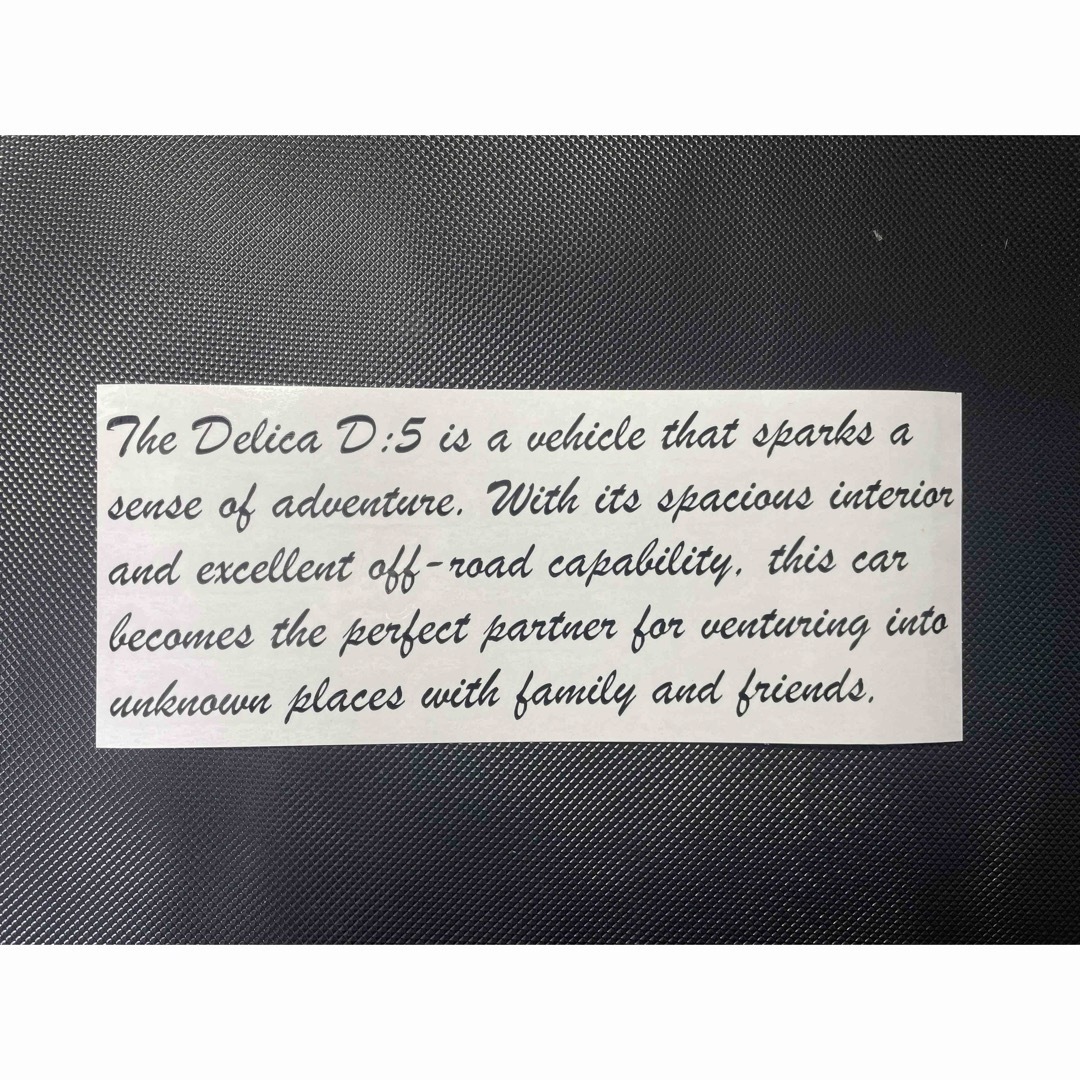 The Delica D:5 is a vehicle that sparks a
sense of adventure. With its spacious interior
and excellent off-road capability, this car
becomes the perfect partner for venturing into
unknown places with family and friends.